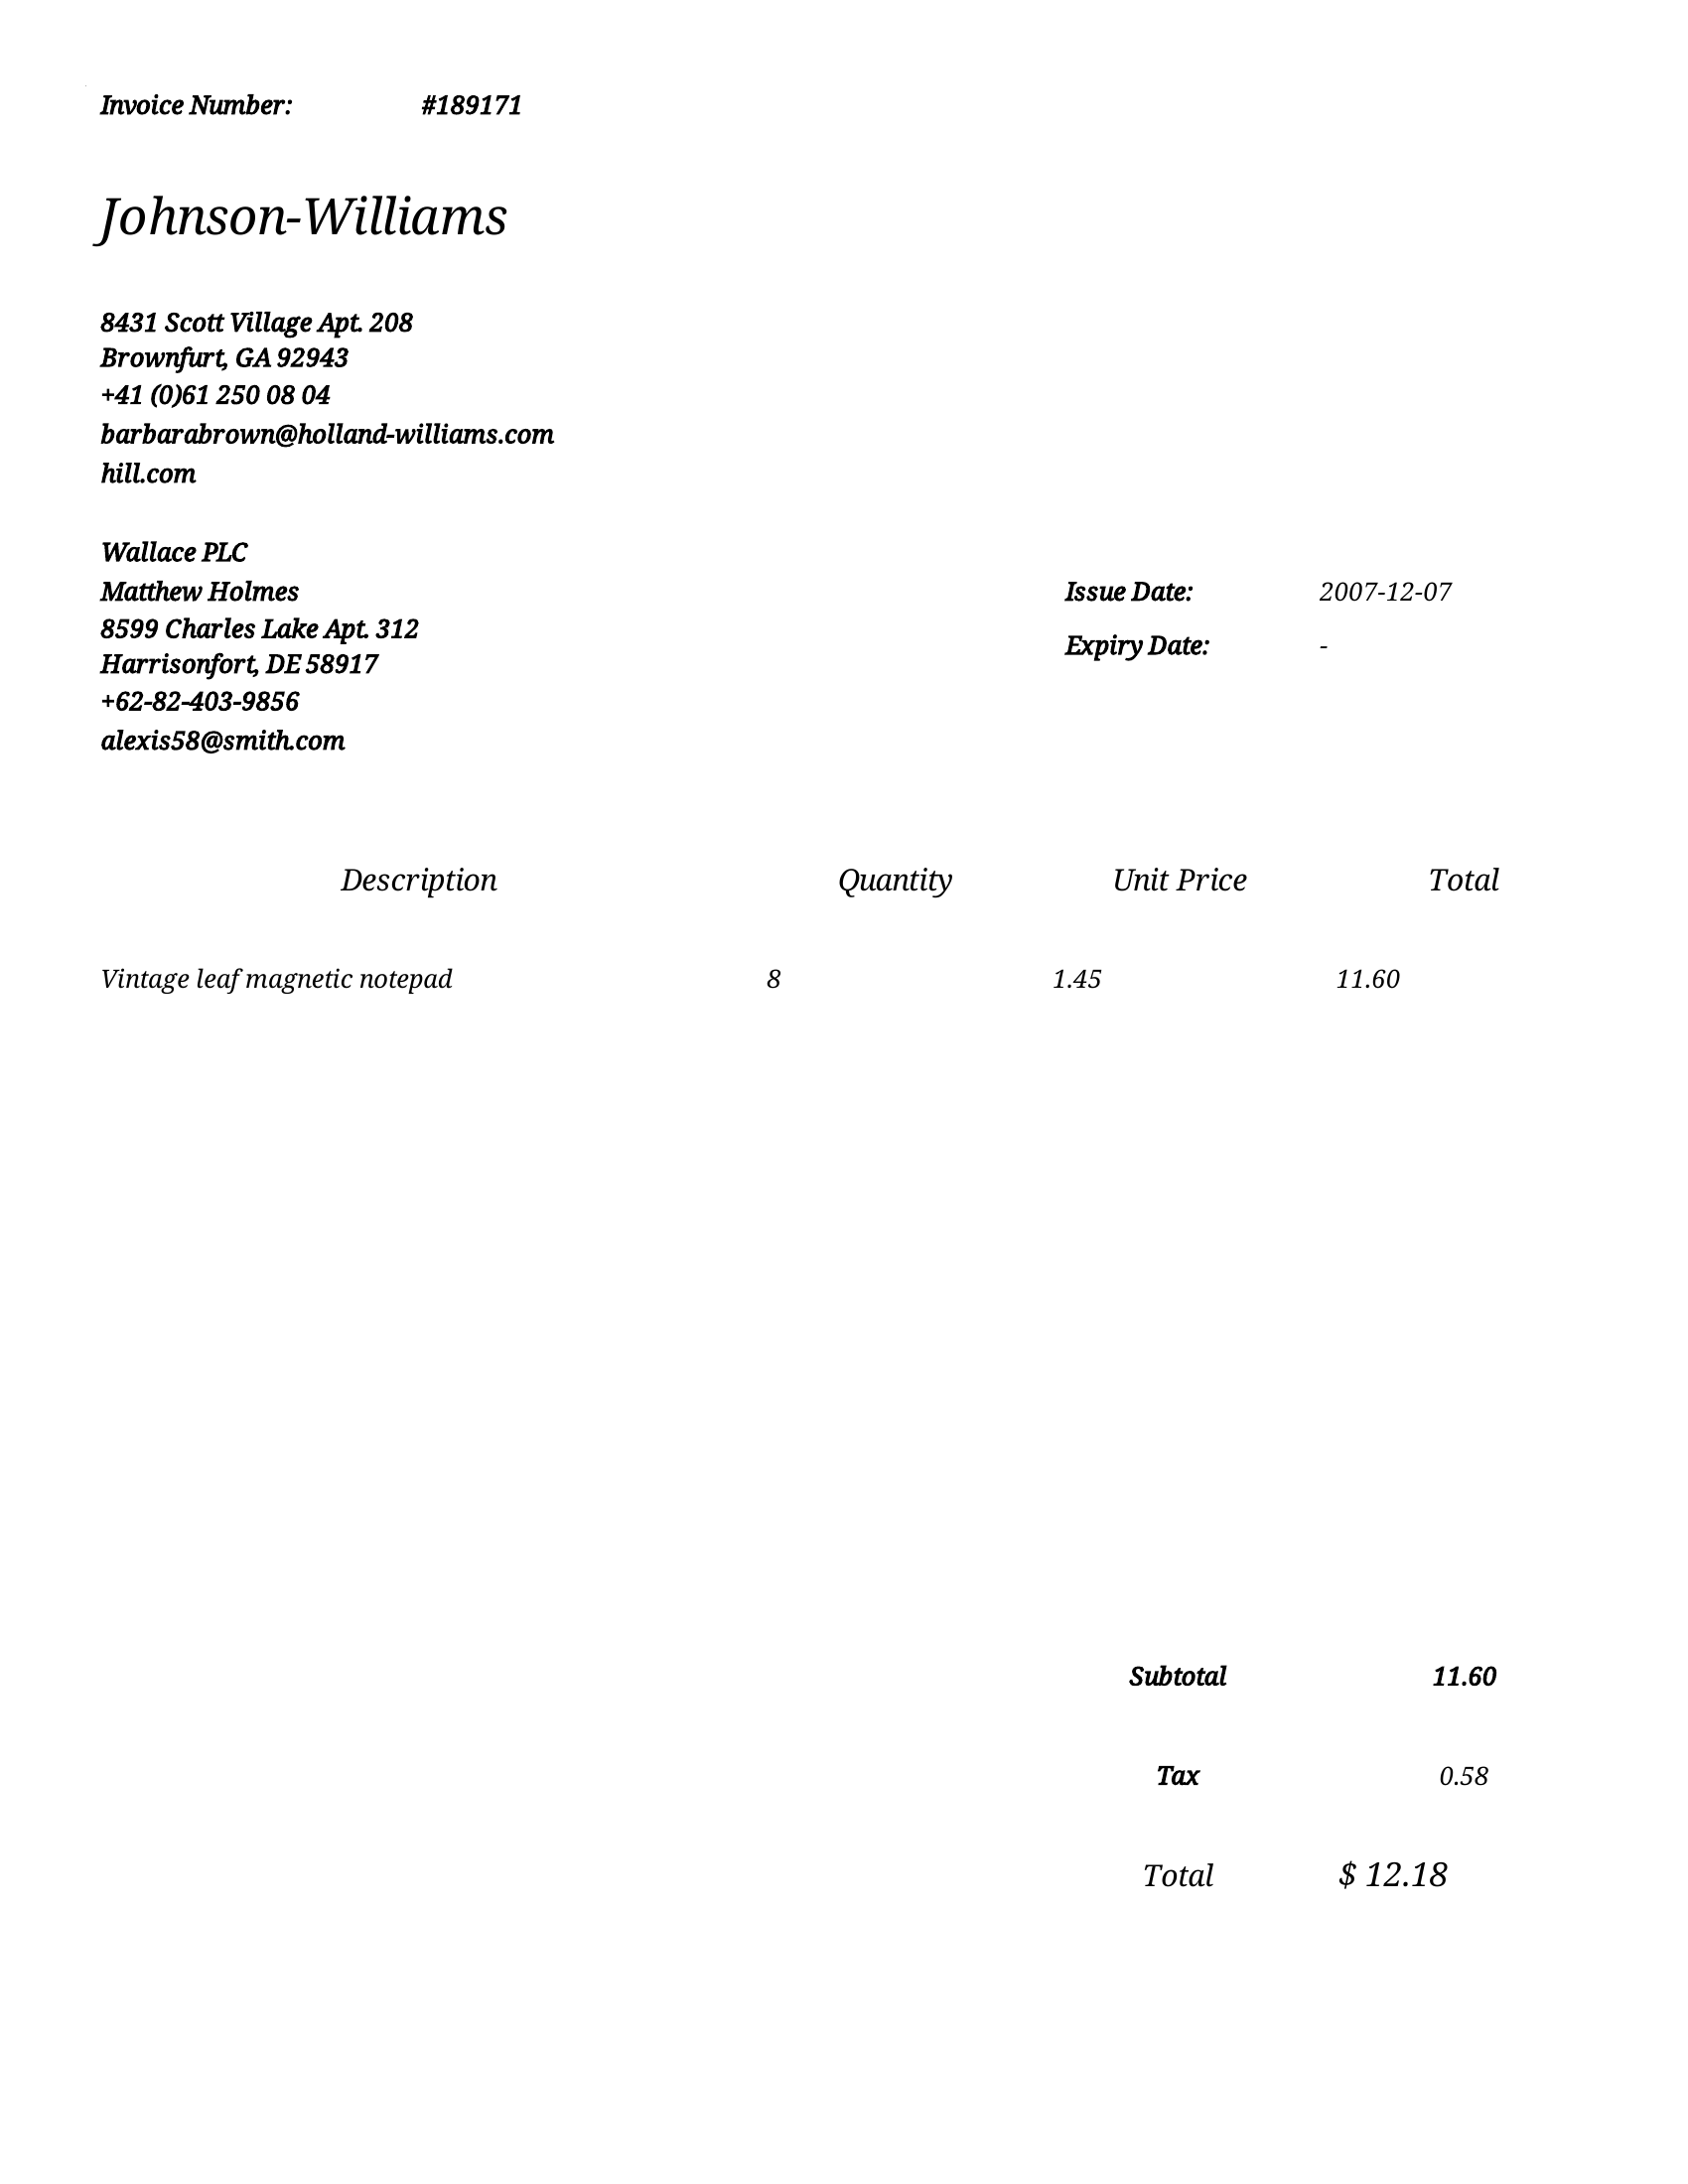 Invoice Number: #189171
Johnson-Williams
8431 Scott Village Apt. 208
Brownfurt, GA 92943
+41 (0)61 250 08 04
barbarabrown@holland-williams.com
hill.com
Wallace PLC
Matthew Holmes
8599 Charles Lake Apt. 312
Harrisonfort, DE 58917
+62-82-403-9856
alexis58@smith.com
Issue Date: 2007-12-07
Expiry Date: -
Description Quantity Unit Price Total
Vintage leaf magnetic notepad 8 1.45 11.60
Subtotal 11.60
Tax 0.58
Total $ 12.18